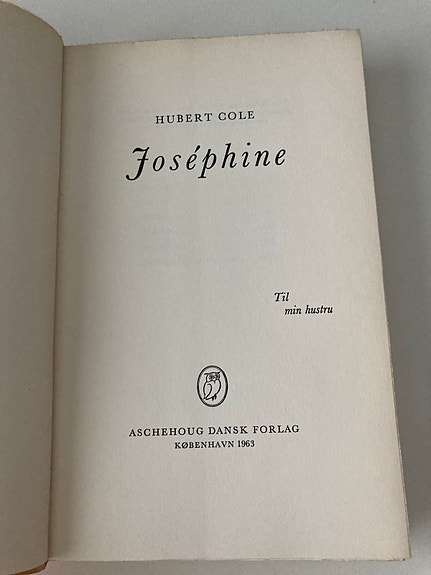 HUBERT COLE
Joséphine
Til
min hustru
ASCHEHOUG DANSK FORLAG
KØBENHAVN 1963